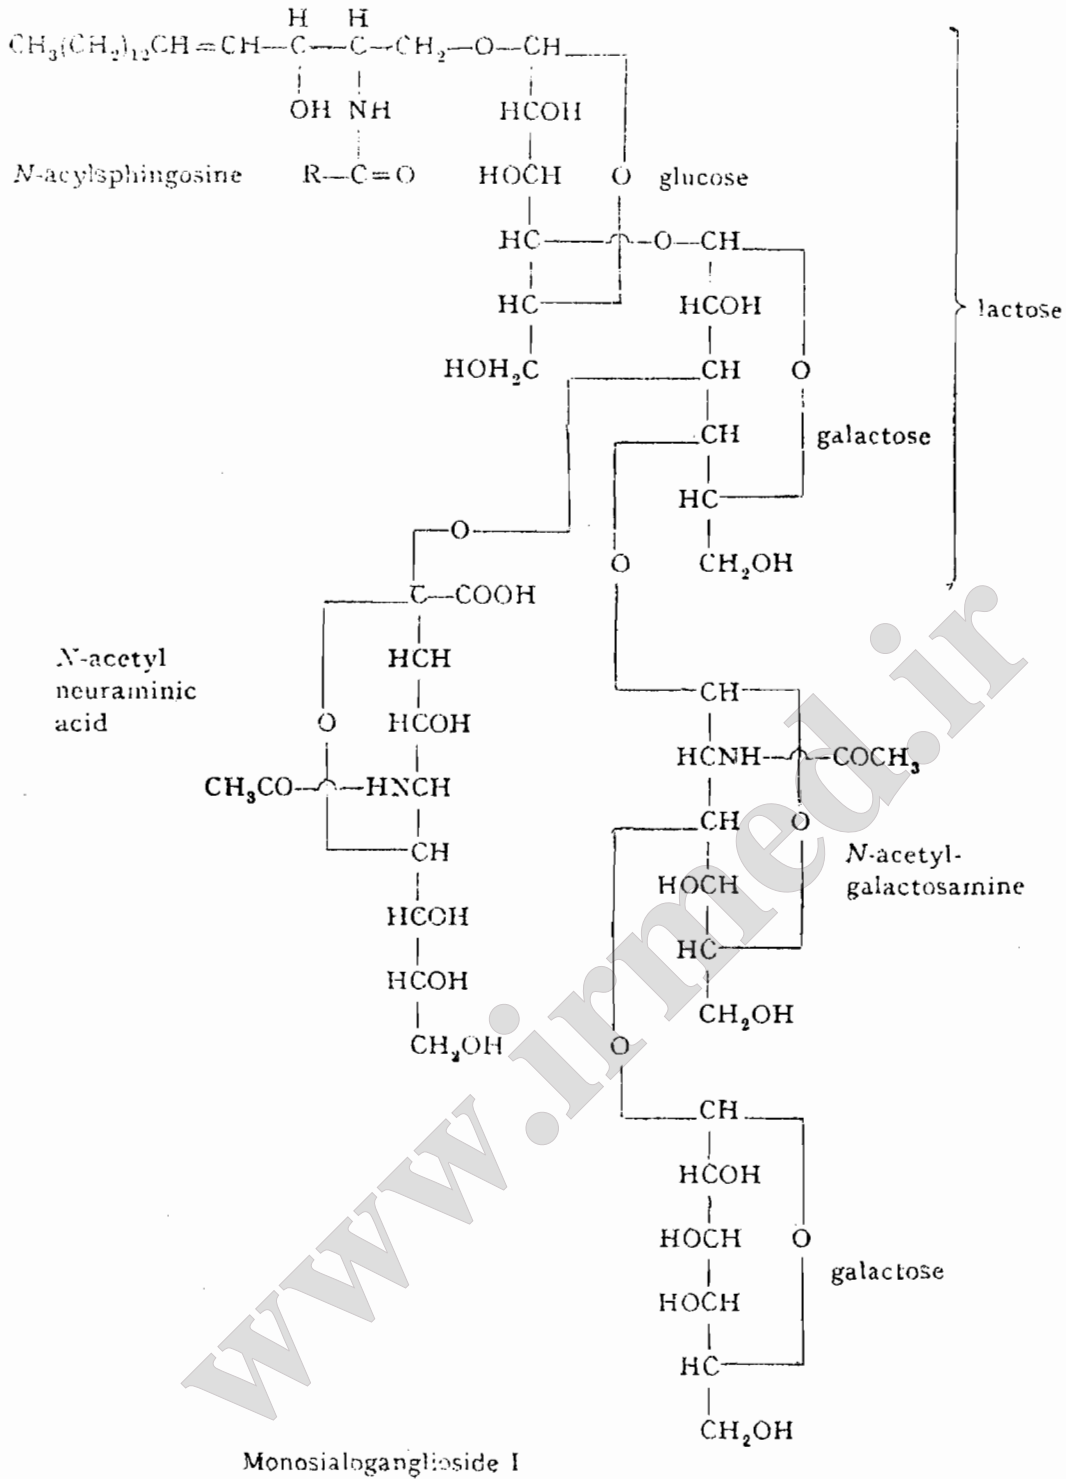 H H
CH₃(CH₂)₁₂CH=CH—C—C—CH₂—O—CH
OH NH HCOH
N-acylsphingosine R—C=O HOCH O glucose
HC—O—CH
HC HCOH lactose
HOH₂C CH O
CH galactose
HC
O
O CH₂OH
C—COOH
N-acetyl HCH
neuraminic CH
acid O HCOH
HCNH—COCH₃
CH₃CO—HNCH
CH O
CH N-acetyl-
HOCH galactosamine
HCOH
HC
HCOH
CH₂OH
CH₂OH O
CH
HCOH
HOCH O
galactose
HOCH
HC
CH₂OH
Monosialoganglioside I
www.irmed.ir